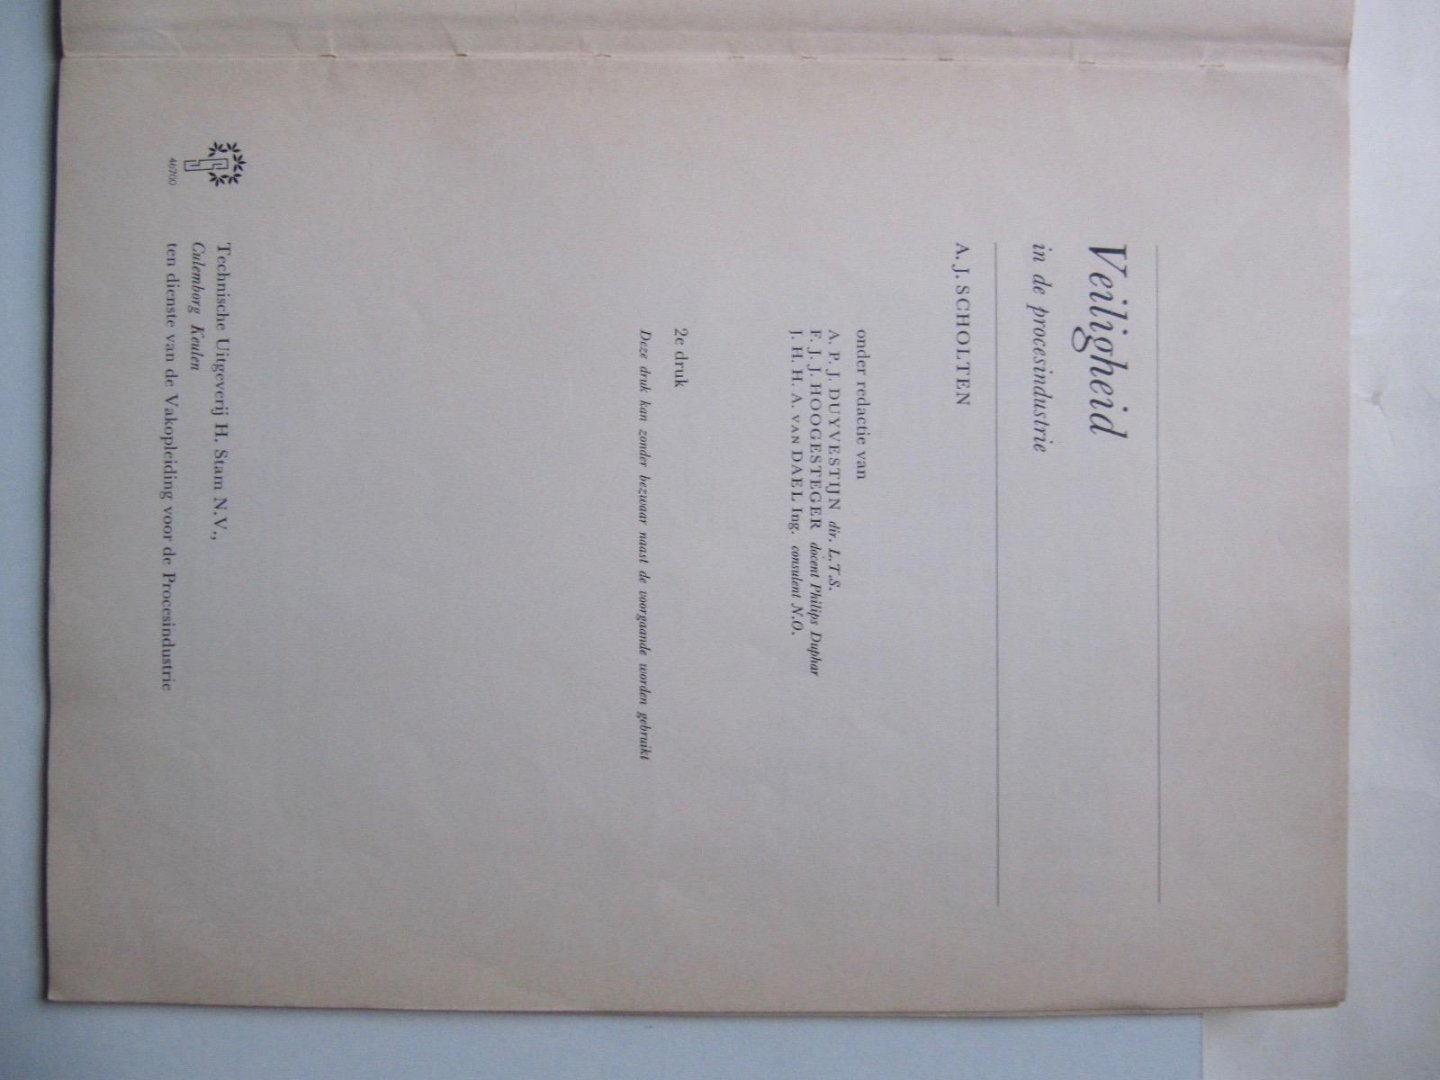 Veiligheid
in de procesindustrie
A. J. SCHOLTEN
onder redactie van
A. P. J. DUYVESTIJN dir. L.T.S.
F. J. J. HOOGESTEGER docent Philips Duphar
J. H. H. A. VAN DAEL Ing. consulent N.O.
2e druk
Deze druk kan zonder bezwaar naast de voorgaande worden gebruikt
Technische Uitgeverij H. Stam N.V.,
Culemborg Keulen
ten dienste van de Vakopleiding voor de Procesindustrie
46700